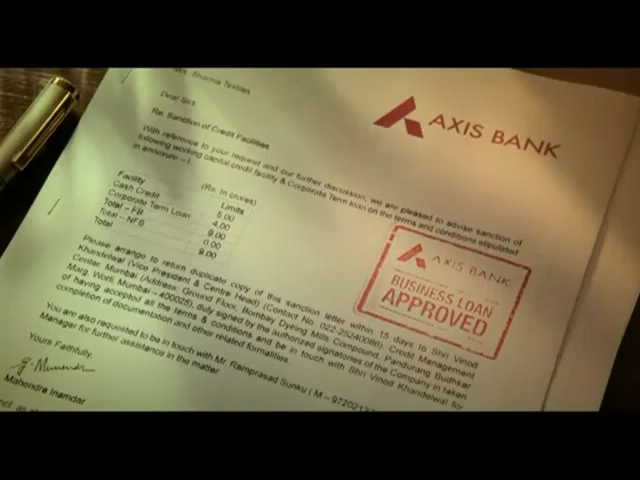 M/s. Sharma Textiles
AXIS BANK
Dear Sirs,
Re: Sanction of Credit Facilities
With reference to your request and our further discussion, we are pleased to advise sanction of
following working capital credit facility & Corporate Term loan on the terms and conditions stipulated
in annexure – I.
Facility (Rs. In crores)
Limits
Cash Credit 5.00
Corporate Term Loan 4.00
Total – FB 9.00
Total – NFB 0.00
Total 9.00
AXIS BANK
BUSINESS LOAN
APPROVED
Please arrange to return duplicate copy of this sanction letter within 15 days to Shri Vinod
Khandelwal (Vice President & Centre Head) (Contact No. 022-25240086), Credit Management
Center, Mumbai (Address: Ground Floor, Bombay Dyeing Mills Compound, Pandurang Budhkar
Marg, Worli, Mumbai – 400025), duly signed by the authorized signatories of the Company in token
of having accepted all the terms & conditions and be in touch with Shri Vinod Khandelwal for
completion of documentation and other related formalities.
You are also requested to be in touch with Mr. Ramprasad Sunku ( M –
Manager for further assistance in the matter
Yours Faithfully,
Mahendra Inamdar